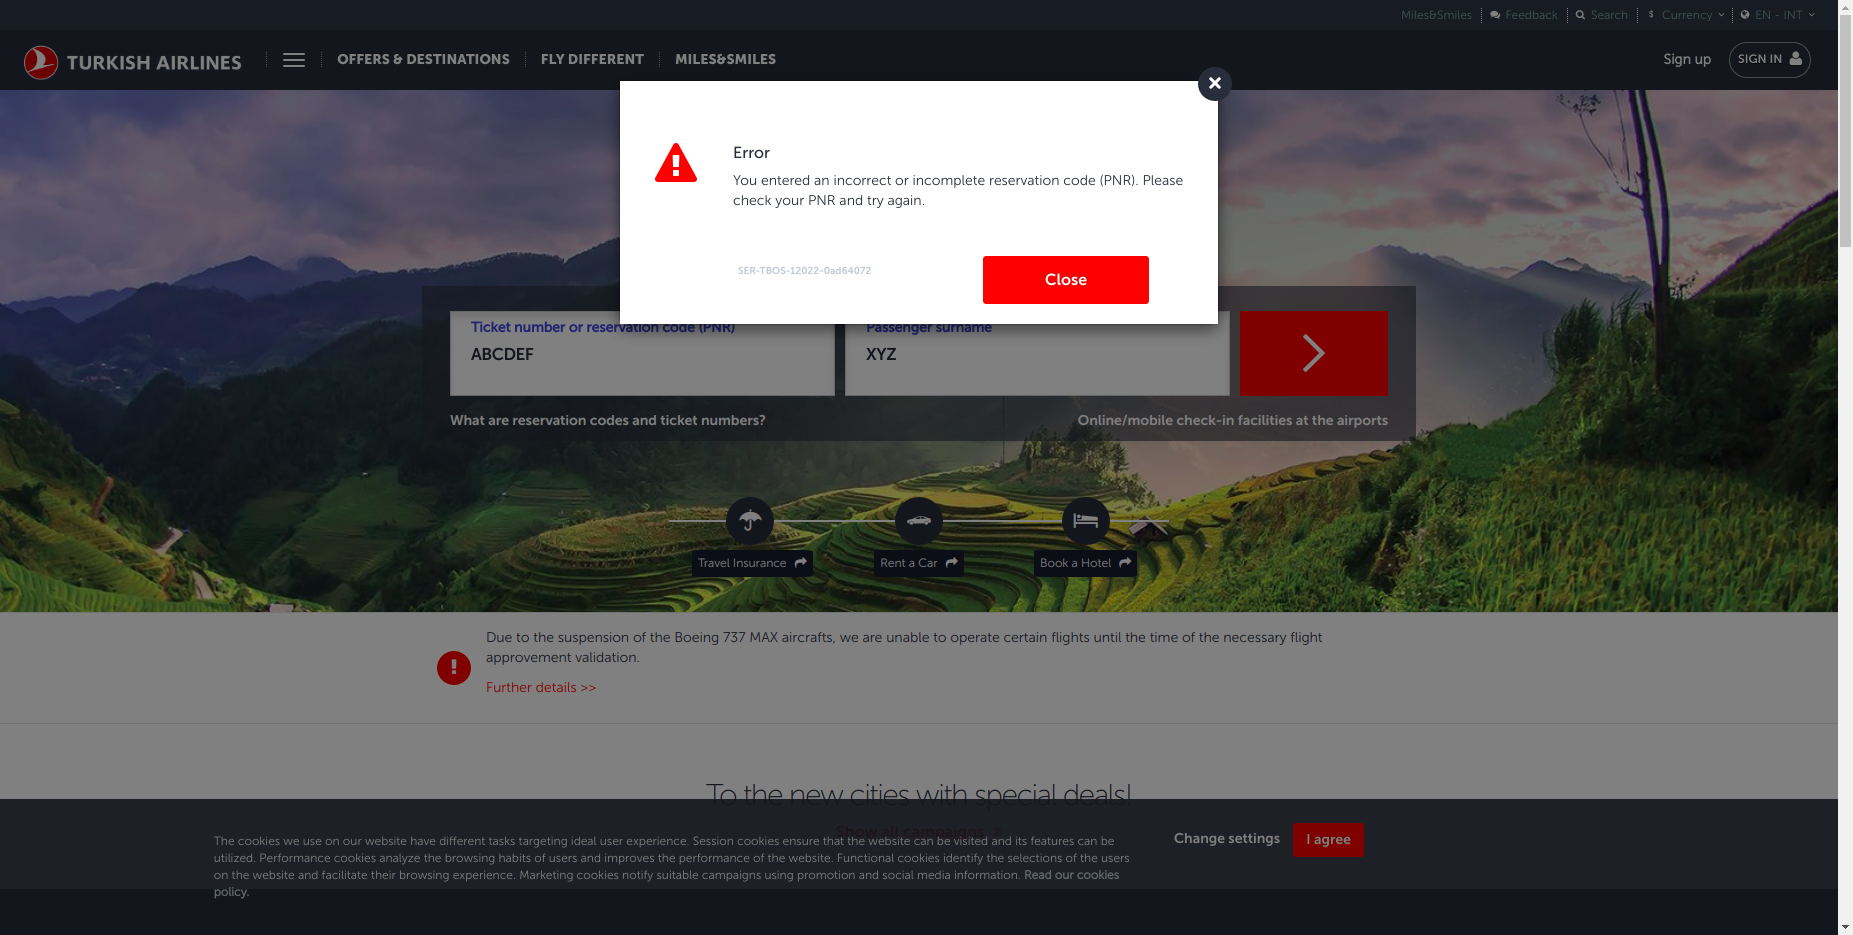 Miles&Smiles
Feedback
Search
$ Currency
EN - INT
TURKISH AIRLINES
OFFERS & DESTINATIONS
FLY DIFFERENT
MILES&SMILES
Sign up
SIGN IN
Error
You entered an incorrect or incomplete reservation code (PNR). Please
check your PNR and try again.
SER-TBOS-12022-0ad64072
Close
Ticket number or reservation code (PNR)
ABCDEF
Passenger surname
XYZ
What are reservation codes and ticket numbers?
Online/mobile check-in facilities at the airports
Travel Insurance
Rent a Car
Book a Hotel
Due to the suspension of the Boeing 737 MAX aircrafts, we are unable to operate certain flights until the time of the necessary flight
approvement validation.
Further details >>
To the new cities with special deals!
Show all campaigns
The cookies we use on our website have different tasks targeting ideal user experience. Session cookies ensure that the website can be visited and its features can be
utilized. Performance cookies analyze the browsing habits of users and improves the performance of the website. Functional cookies identify the selections of the users
on the website and facilitate their browsing experience. Marketing cookies notify suitable campaigns using promotion and social media information. Read our cookies
policy.
Change settings
I agree